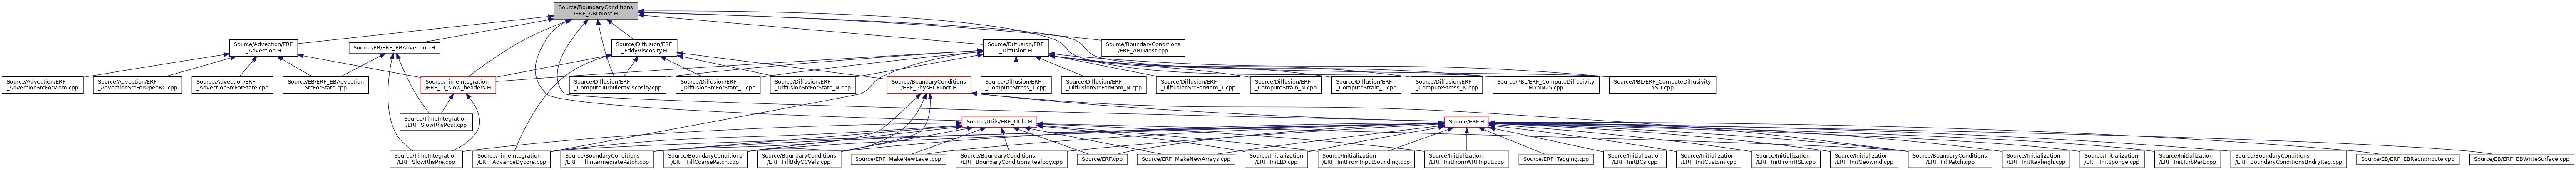 Source/BoundaryConditions
/ERF_ABLMost.H
Source/Advection/ERF
_Advection.H
Source/EB/ERF_EBAdvection.H
Source/Diffusion/ERF
_EddyViscosity.H
Source/Diffusion/ERF
_Diffusion.H
Source/BoundaryConditions
/ERF_ABLMost.cpp
Source/Advection/ERF
_AdvectionSrcForMom.cpp
Source/Advection/ERF
_AdvectionSrcForOpenBC.cpp
Source/Advection/ERF
_AdvectionSrcForState.cpp
Source/EB/ERF_EBAdvection
SrcForState.cpp
Source/TimeIntegration
/ERF_TI_slow_headers.H
Source/Diffusion/ERF
_ComputeTurbulentViscosity.cpp
Source/Diffusion/ERF
_DiffusionSrcForState_T.cpp
Source/Diffusion/ERF
_DiffusionSrcForState_N.cpp
Source/BoundaryConditions
/ERF_PhysBCFunct.H
Source/Diffusion/ERF
_ComputeStress_T.cpp
Source/Diffusion/ERF
_DiffusionSrcForMom_N.cpp
Source/Diffusion/ERF
_DiffusionSrcForMom_T.cpp
Source/Diffusion/ERF
_ComputeStrain_N.cpp
Source/Diffusion/ERF
_ComputeStrain_T.cpp
Source/Diffusion/ERF
_ComputeStress_N.cpp
Source/PBL/ERF_ComputeDiffusivity
MYNN25.cpp
Source/PBL/ERF_ComputeDiffusivity
YSU.cpp
Source/TimeIntegration
/ERF_SlowRhsPost.cpp
Source/Utils/ERF_Utils.H
Source/ERF.H
Source/TimeIntegration
/ERF_SlowRhsPre.cpp
Source/TimeIntegration
/ERF_AdvanceDycore.cpp
Source/BoundaryConditions
/ERF_FillIntermediatePatch.cpp
Source/BoundaryConditions
/ERF_FillCoarsePatch.cpp
Source/BoundaryConditions
/ERF_FillBdyCCVels.cpp
Source/ERF_MakeNewLevel.cpp
Source/BoundaryConditions
/ERF_BoundaryConditionsRealbdy.cpp
Source/ERF.cpp
Source/ERF_MakeNewArrays.cpp
Source/Initialization
/ERF_Init1D.cpp
Source/Initialization
/ERF_InitFromInputSounding.cpp
Source/Initialization
/ERF_InitFromWRFInput.cpp
Source/ERF_Tagging.cpp
Source/Initialization
/ERF_InitBCs.cpp
Source/Initialization
/ERF_InitCustom.cpp
Source/Initialization
/ERF_InitFromHSE.cpp
Source/Initialization
/ERF_InitGeowind.cpp
Source/BoundaryConditions
/ERF_FillPatch.cpp
Source/Initialization
/ERF_InitRayleigh.cpp
Source/Initialization
/ERF_InitSponge.cpp
Source/Initialization
/ERF_InitTurbPert.cpp
Source/BoundaryConditions
/ERF_BoundaryConditionsBndryReg.cpp
Source/EB/ERF_EBRedistribute.cpp
Source/EB/ERF_EBWriteSurface.cpp